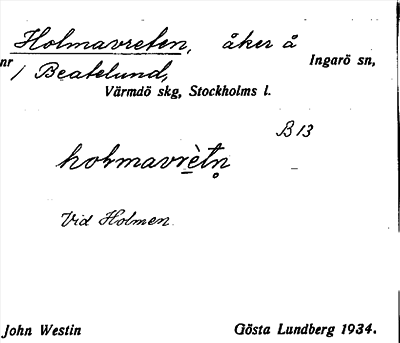 Holmavreten, åker å
nr 1 Beatelund, Ingarö sn,
Värmdö skg, Stockholms l.
B 13
holmavrètn̥
Vid Holmen.
John Westin Gösta Lundberg 1934.